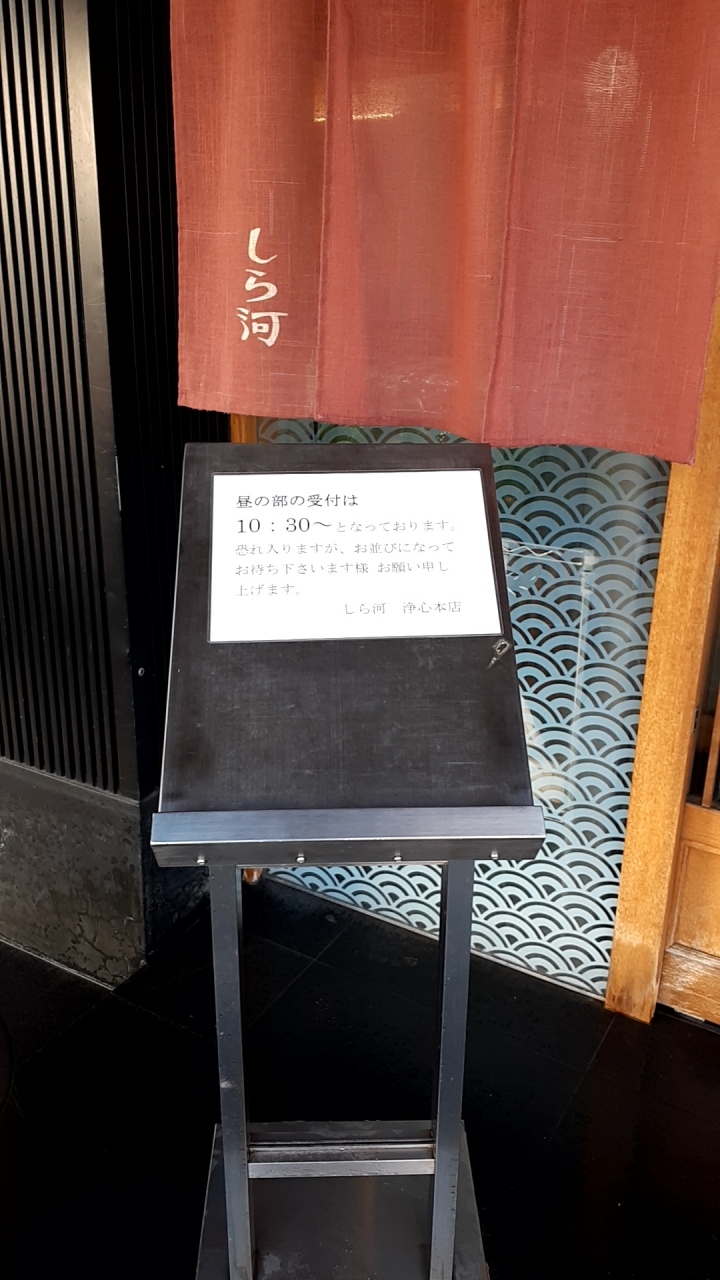 しら河
昼の部の受付は
10：30～となっております。
恐れ入りますが、お並びになって
お待ち下さいます様 お願い申し
上げます。
しら河　浄心本店